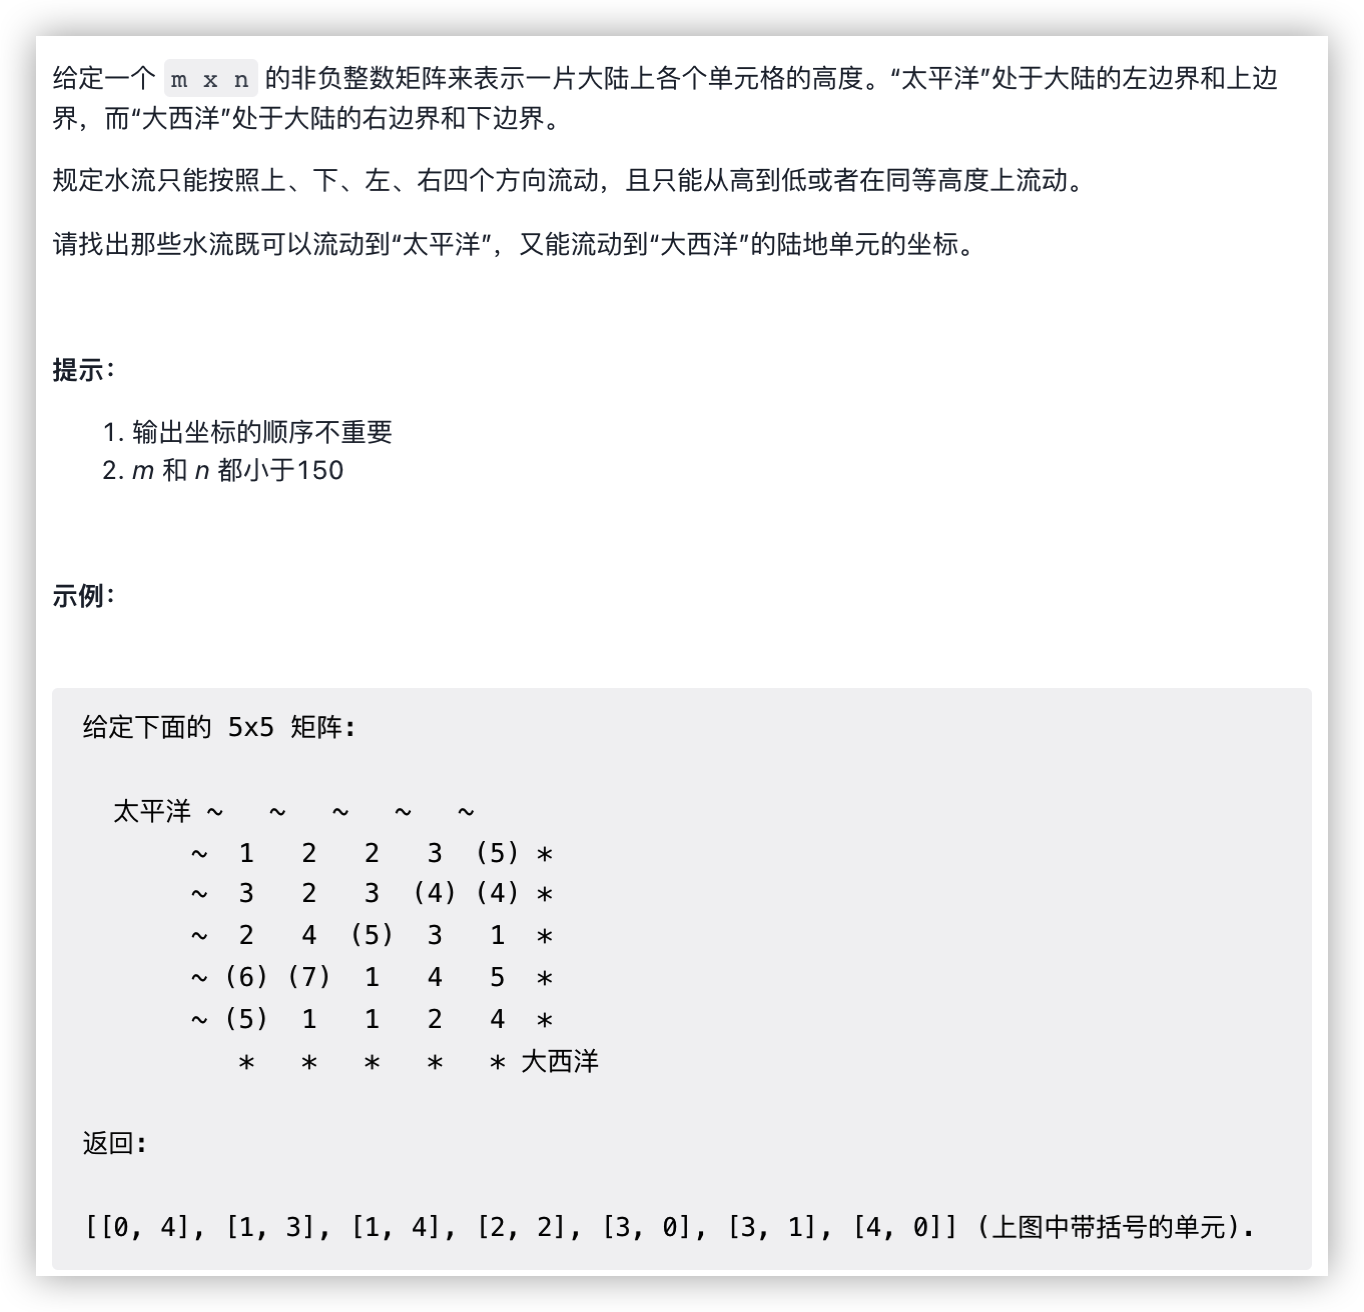 给定一个 m x n 的非负整数矩阵来表示一片大陆上各个单元格的高度。“太平洋”处于大陆的左边界和上边
界，而“大西洋”处于大陆的右边界和下边界。
规定水流只能按照上、下、左、右四个方向流动，且只能从高到低或者在同等高度上流动。
请找出那些水流既可以流动到“太平洋”，又能流动到“大西洋”的陆地单元的坐标。
提示：
1. 输出坐标的顺序不重要
2. m 和 n 都小于150
示例：
给定下面的 5x5 矩阵:
太平洋 ~   ~   ~   ~   ~
~  1   2   2   3  (5) *
~  3   2   3  (4) (4) *
~  2   4  (5)  3   1  *
~ (6) (7)  1   4   5  *
~ (5)  1   1   2   4  *
*   *   *   *   * 大西洋
返回:
[[0, 4], [1, 3], [1, 4], [2, 2], [3, 0], [3, 1], [4, 0]] (上图中带括号的单元).